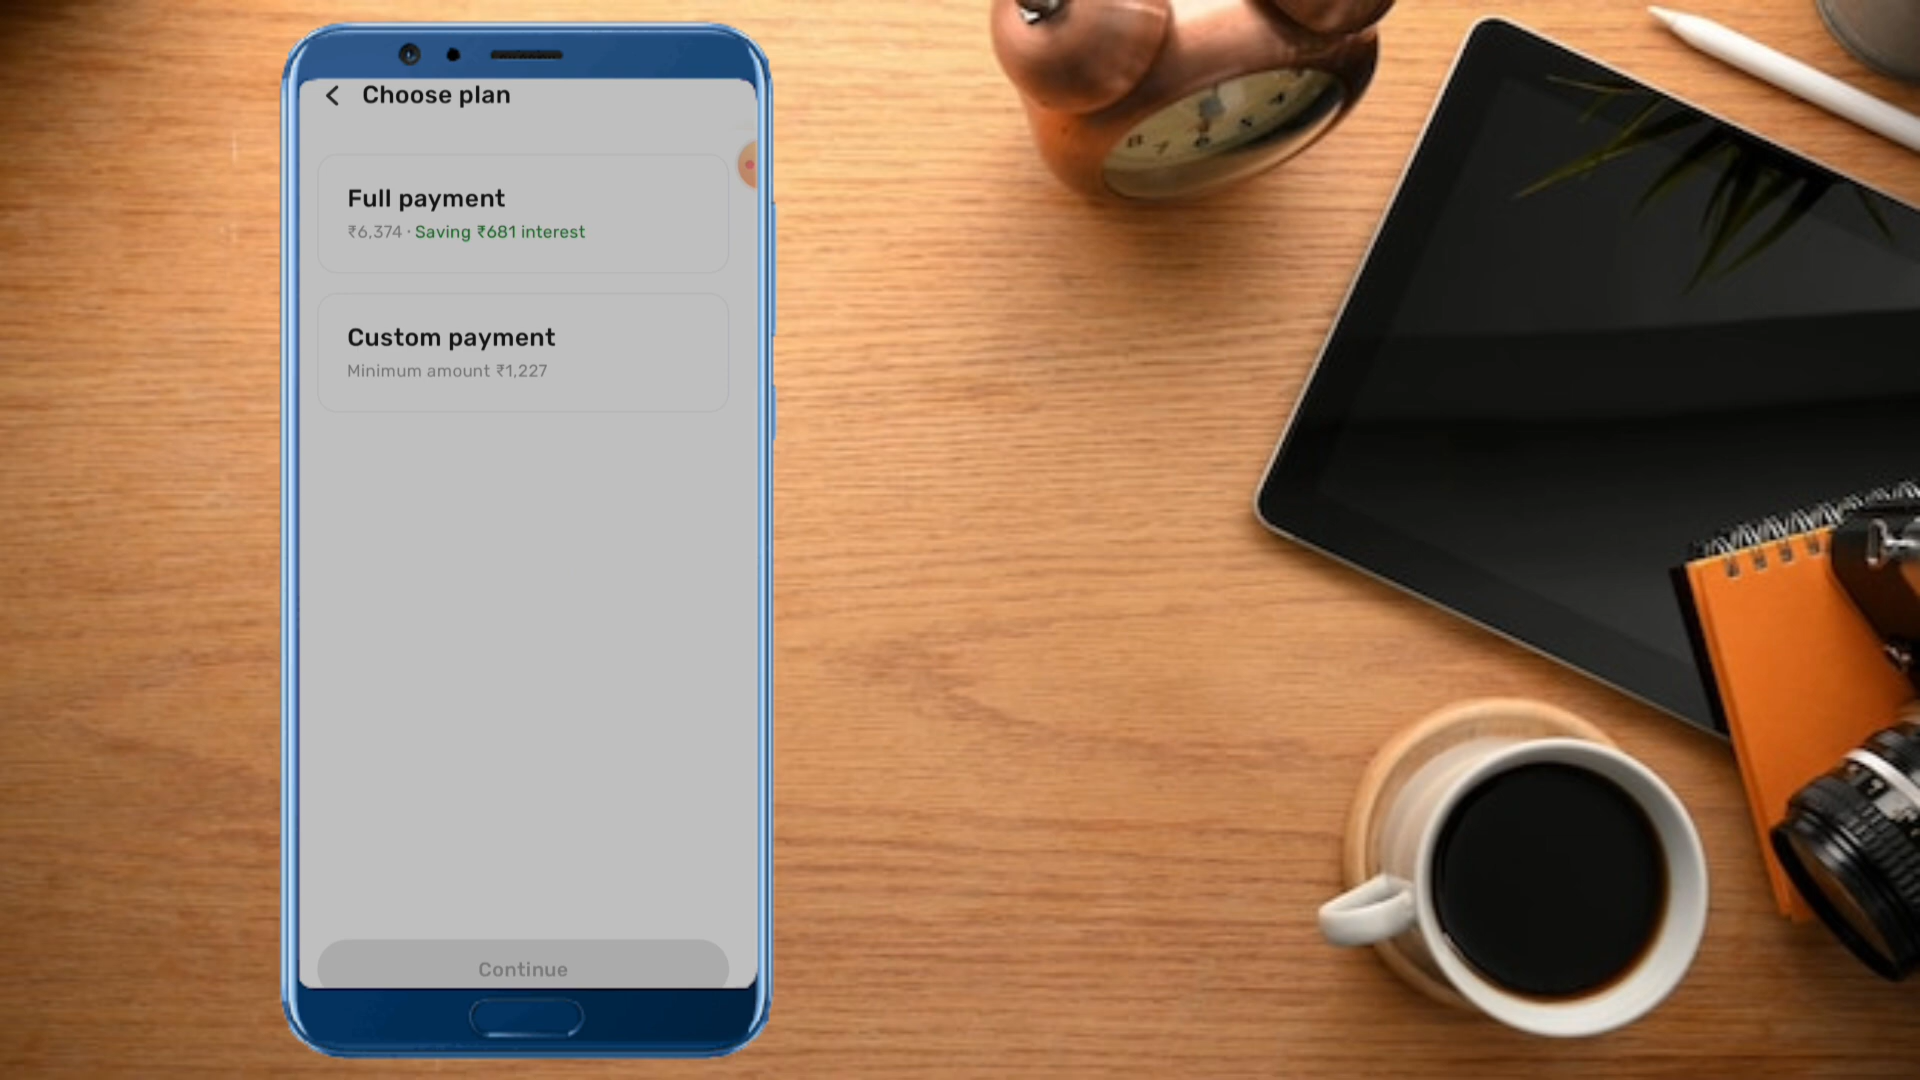 Choose plan
Full payment
₹6,374 · Saving ₹681 interest
Custom payment
Minimum amount ₹1,227
Continue